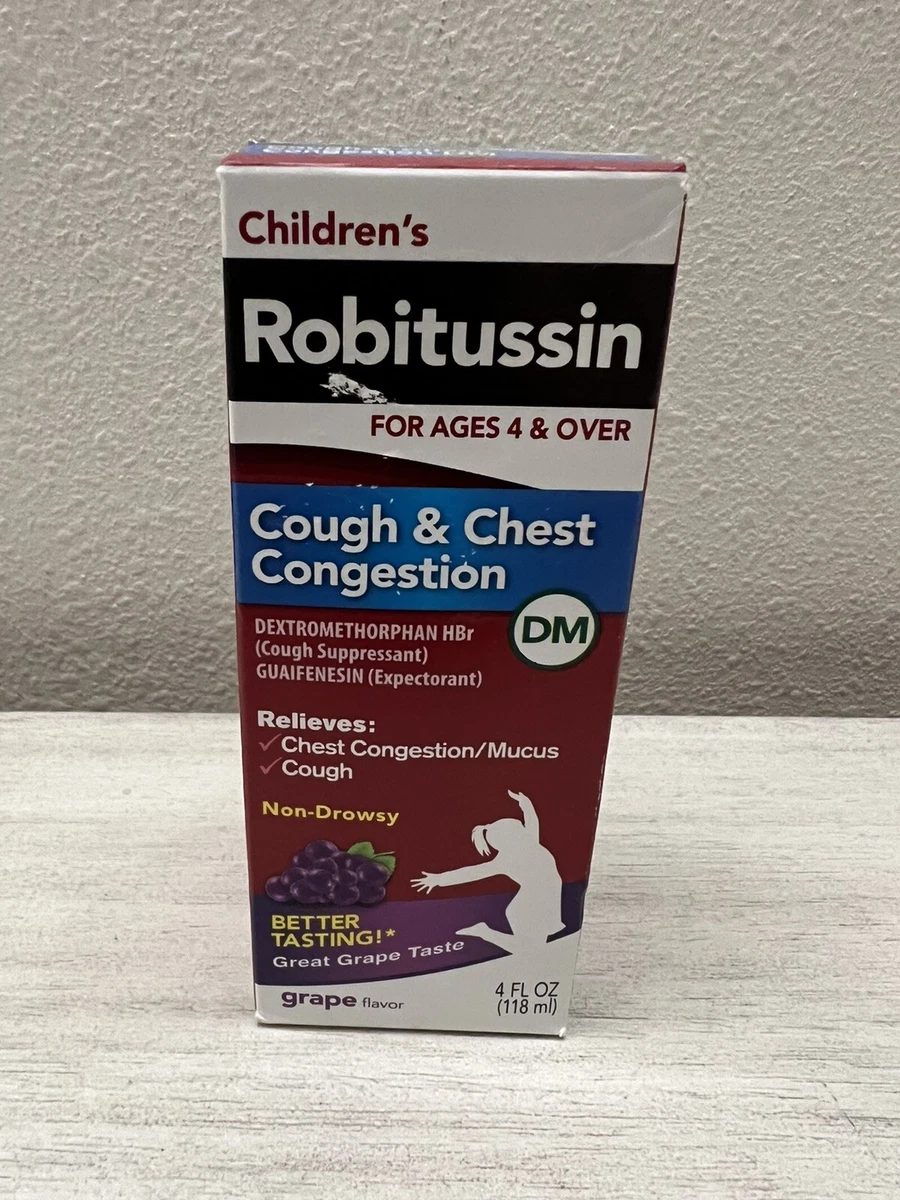 Children's
Robitussin
FOR AGES 4 & OVER
Cough & Chest
Congestion
DM
DEXTROMETHORPHAN HBr
(Cough Suppressant)
GUAIFENESIN (Expectorant)
Relieves:
Chest Congestion/Mucus
Cough
Non-Drowsy
BETTER
TASTING!*
Great Grape Taste
grape flavor
4 FL OZ
(118 ml)